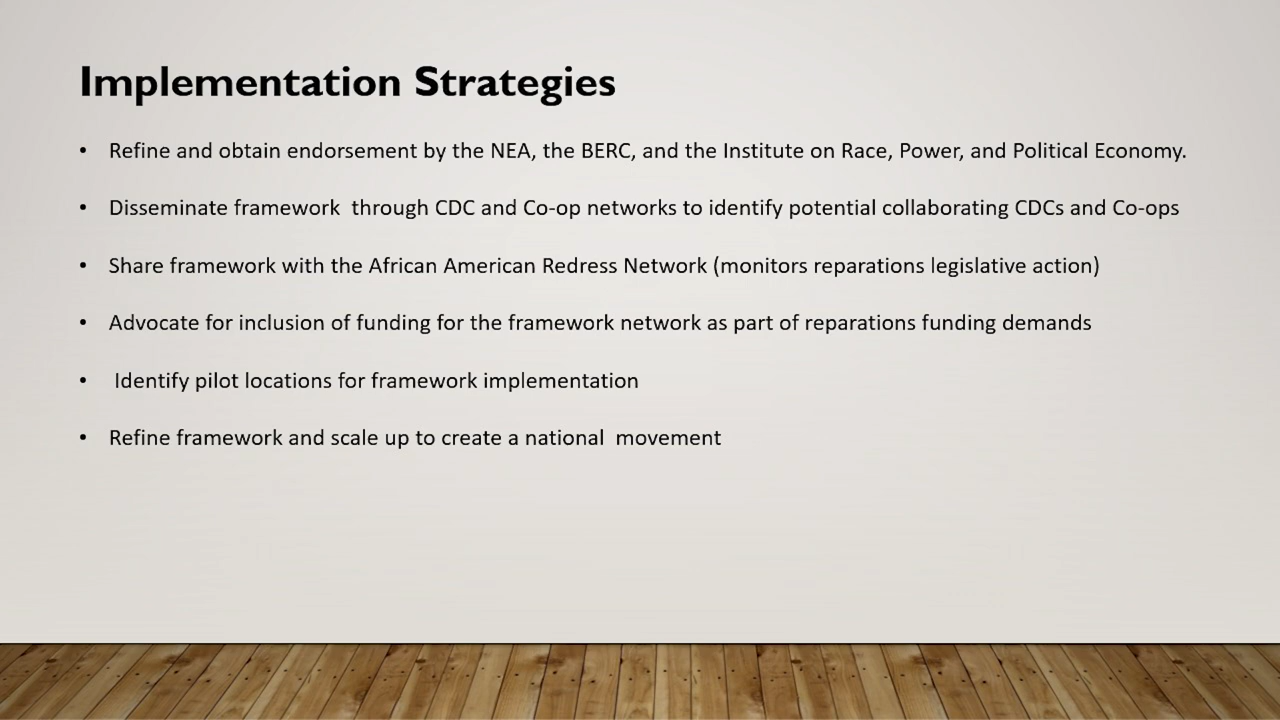 Implementation Strategies
• Refine and obtain endorsement by the NEA, the BERC, and the Institute on Race, Power, and Political Economy.
• Disseminate framework  through CDC and Co-op networks to identify potential collaborating CDCs and Co-ops
• Share framework with the African American Redress Network (monitors reparations legislative action)
• Advocate for inclusion of funding for the framework network as part of reparations funding demands
•  Identify pilot locations for framework implementation
• Refine framework and scale up to create a national  movement